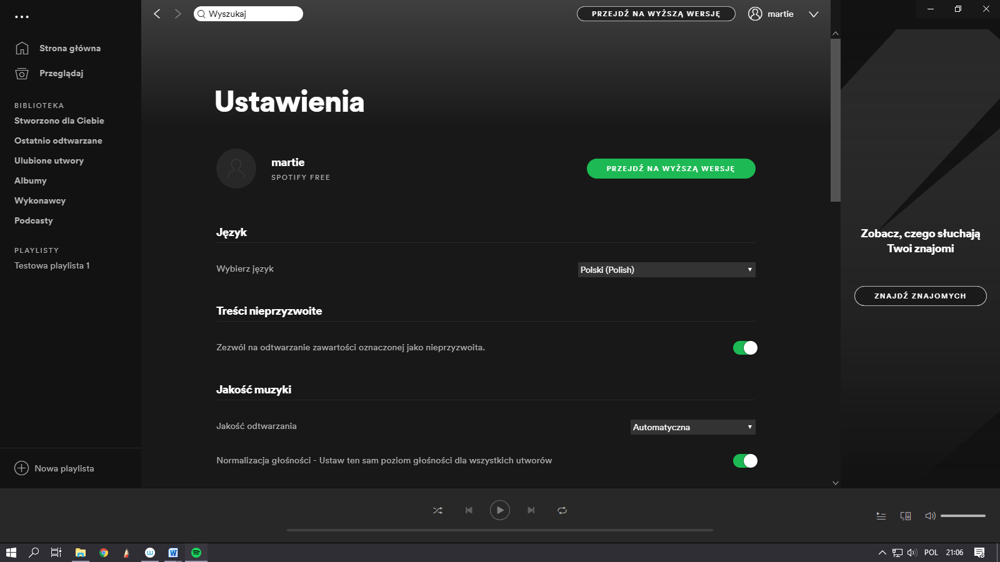 Wyszukaj
PRZEJDŹ NA WYŻSZĄ WERSJĘ
martie
Strona główna
Przeglądaj
BIBLIOTEKA
Stworzono dla Ciebie
Ostatnio odtwarzane
Ulubione utwory
Albumy
Wykonawcy
Podcasty
PLAYLISTY
Testowa playlista 1
Nowa playlista
Ustawienia
martie
SPOTIFY FREE
PRZEJDŹ NA WYŻSZĄ WERSJĘ
Język
Wybierz język
Polski (Polish)
Treści nieprzyzwoite
Zezwól na odtwarzanie zawartości oznaczonej jako nieprzyzwoita.
Jakość muzyki
Jakość odtwarzania
Automatyczna
Normalizacja głośności - Ustaw ten sam poziom głośności dla wszystkich utworów
Zobacz, czego słuchają
Twoi znajomi
ZNAJDŹ ZNAJOMYCH
POL
21:06